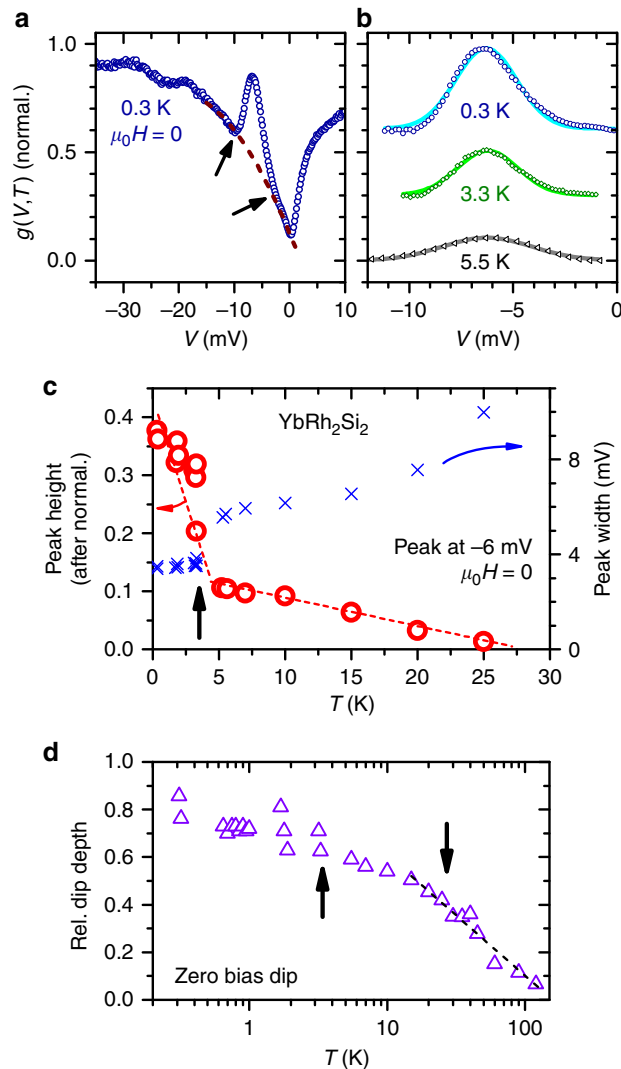 a
g(V,T) (normal.)
1.0
0.5
0.0
0.3 K
μ₀H = 0
−30
−20
−10
0
10
V (mV)
b
0.3 K
3.3 K
5.5 K
−10
−5
0
V (mV)
c
Peak height
(after normal.)
0.4
0.3
0.2
0.1
0.0
YbRh₂Si₂
Peak at −6 mV
μ₀H = 0
8
4
0
Peak width (mV)
0
5
10
15
20
25
30
T (K)
d
Rel. dip depth
1.0
0.8
0.6
0.4
0.2
0.0
Zero bias dip
1
10
100
T (K)